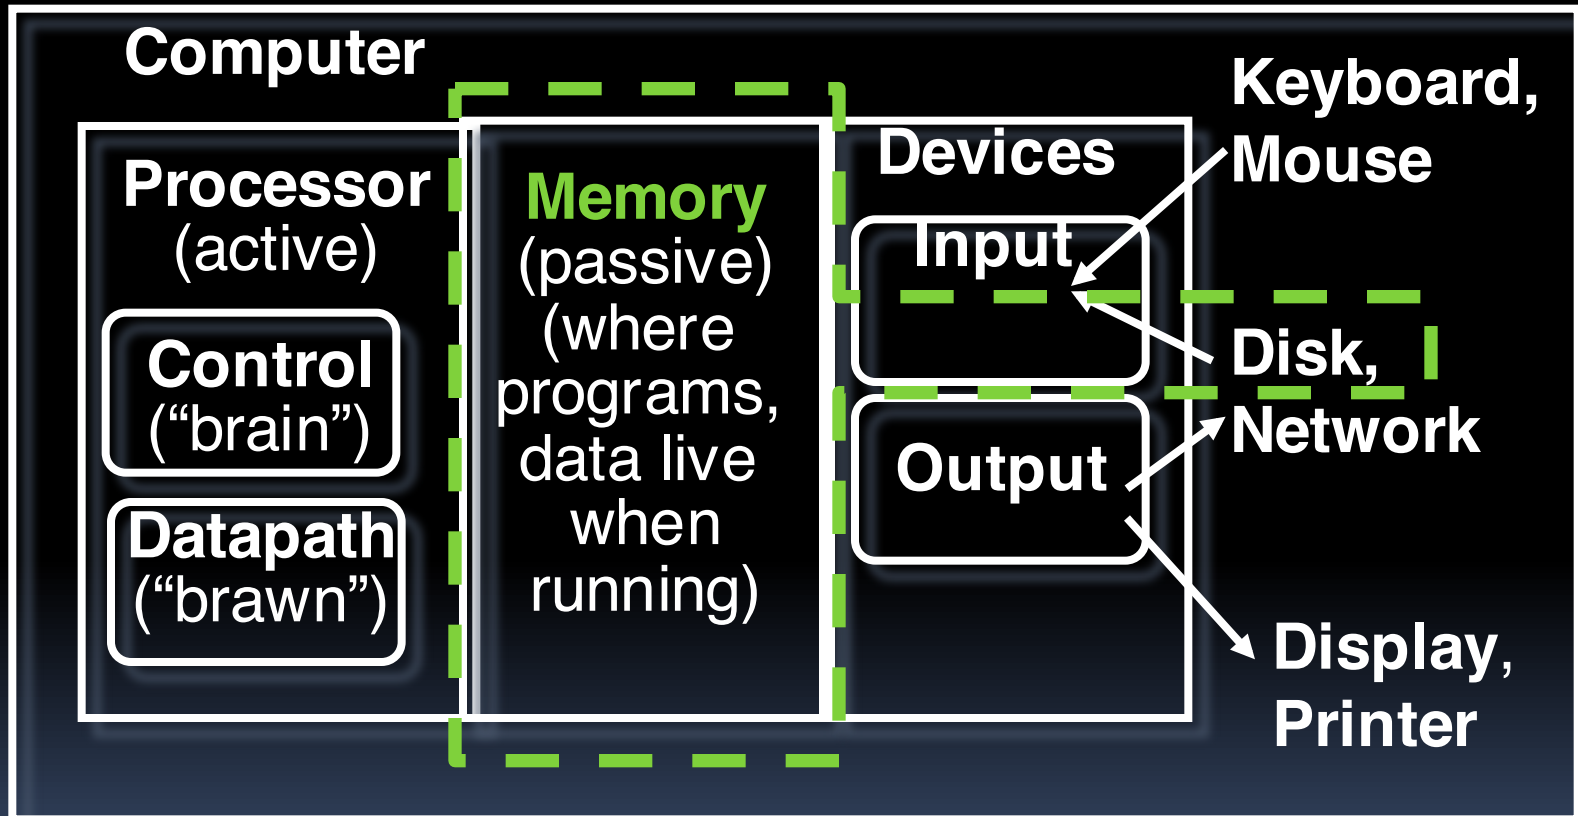 Computer
Processor
(active)
Control
(“brain”)
Datapath
(“brawn”)
Memory
(passive)
(where
programs,
data live
when
running)
Devices
Input
Output
Keyboard,
Mouse
Disk,
Network
Display,
Printer